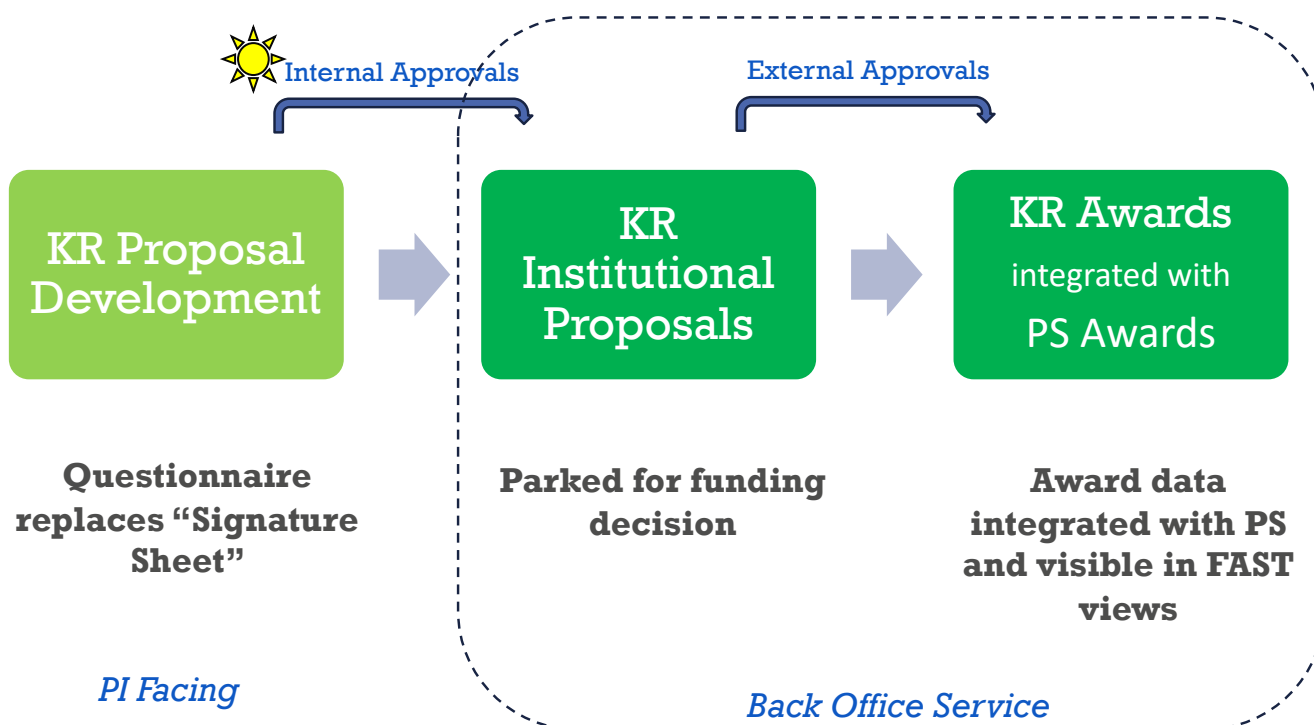 Internal Approvals
External Approvals
KR Proposal
Development
KR
Institutional
Proposals
KR Awards
integrated with
PS Awards
Questionnaire
replaces “Signature
Sheet”
Parked for funding
decision
Award data
integrated with PS
and visible in FAST
views
PI Facing
Back Office Service